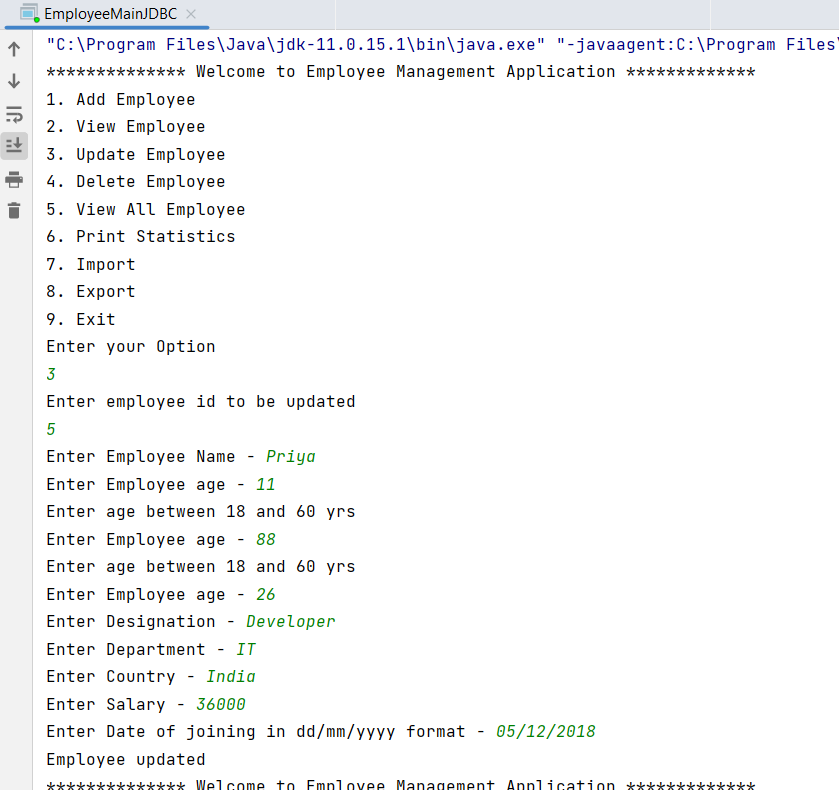 EmployeeMainJDBC
"C:\Program Files\Java\jdk-11.0.15.1\bin\java.exe" "-javaagent:C:\Program Files\
************** Welcome to Employee Management Application *************
1. Add Employee
2. View Employee
3. Update Employee
4. Delete Employee
5. View All Employee
6. Print Statistics
7. Import
8. Export
9. Exit
Enter your Option
3
Enter employee id to be updated
5
Enter Employee Name - Priya
Enter Employee age - 11
Enter age between 18 and 60 yrs
Enter Employee age - 88
Enter age between 18 and 60 yrs
Enter Employee age - 26
Enter Designation - Developer
Enter Department - IT
Enter Country - India
Enter Salary - 36000
Enter Date of joining in dd/mm/yyyy format - 05/12/2018
Employee updated
************** Welcome to Employee Management Application *************